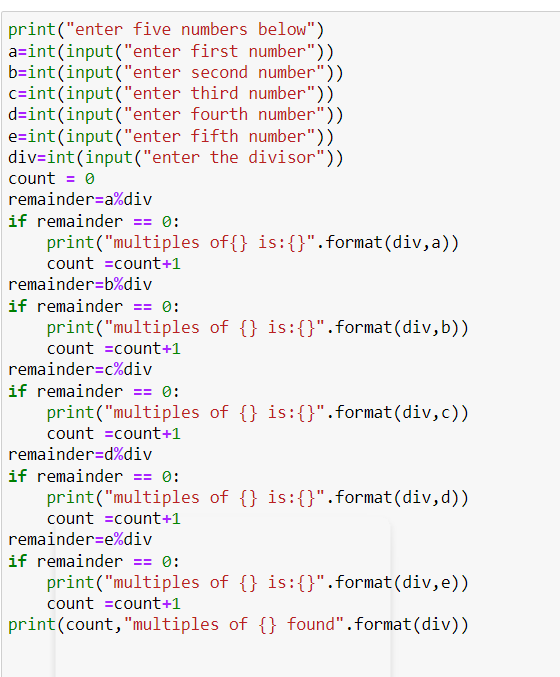 print("enter five numbers below")
a=int(input("enter first number"))
b=int(input("enter second number"))
c=int(input("enter third number"))
d=int(input("enter fourth number"))
e=int(input("enter fifth number"))
div=int(input("enter the divisor"))
count = 0
remainder=a%div
if remainder == 0:
    print("multiples of{} is:{}".format(div,a))
    count =count+1
remainder=b%div
if remainder == 0:
    print("multiples of {} is:{}".format(div,b))
    count =count+1
remainder=c%div
if remainder == 0:
    print("multiples of {} is:{}".format(div,c))
    count =count+1
remainder=d%div
if remainder == 0:
    print("multiples of {} is:{}".format(div,d))
    count =count+1
remainder=e%div
if remainder == 0:
    print("multiples of {} is:{}".format(div,e))
    count =count+1
print(count,"multiples of {} found".format(div))